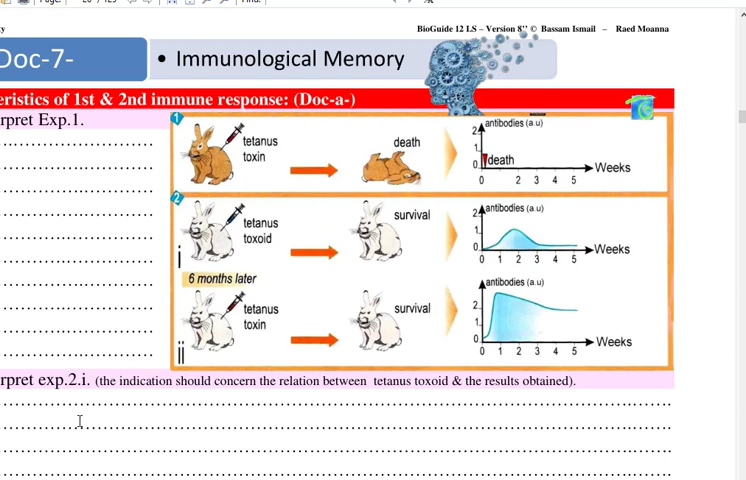 BioGuide 12 LS – Version 8'' © Bassam Ismail – Raed Moanna
Doc-7-
• Immunological Memory
eristics of 1st & 2nd immune response: (Doc-a-)
rpret Exp.1.
1
tetanus
toxin
death
antibodies (a.u)
2
1
0
death
Weeks
0 2 3 4 5
2
tetanus
toxoid
survival
antibodies (a.u)
2
1
0
Weeks
0 1 2 3 4 5
i
6 months later
tetanus
toxin
survival
antibodies (a.u)
2
1
0
Weeks
0 1 2 3 4 5
ii
rpret exp.2.i. (the indication should concern the relation between tetanus toxoid & the results obtained).